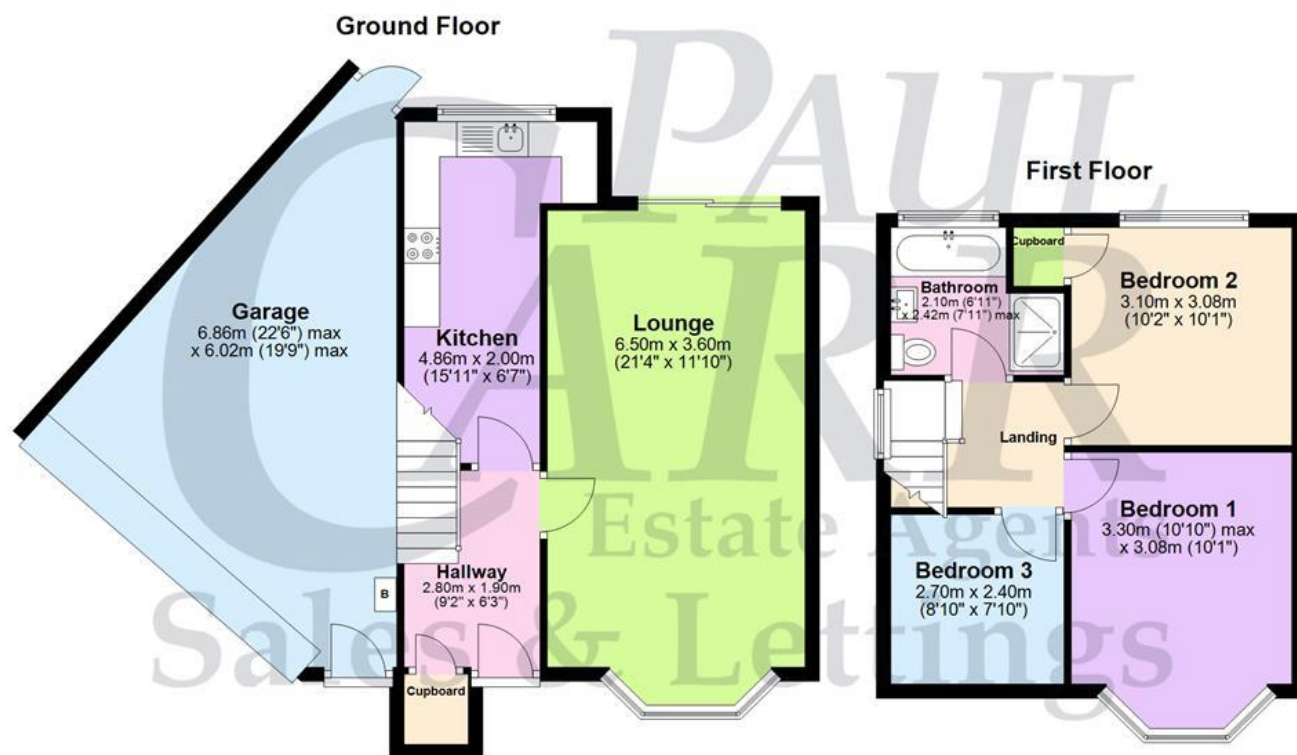 Ground Floor
Garage
6.86m (22'6") max
x 6.02m (19'9") max
Kitchen
4.86m x 2.00m
(15'11" x 6'7")
Lounge
6.50m x 3.60m
(21'4" x 11'10")
B
Hallway
2.80m x 1.90m
(9'2" x 6'3")
Cupboard
First Floor
Bathroom
2.10m (6'11")
x 2.42m (7'11") max
Cupboard
Bedroom 2
3.10m x 3.08m
(10'2" x 10'1")
Landing
Bedroom 1
3.30m (10'10") max
x 3.08m (10'1")
Bedroom 3
2.70m x 2.40m
(8'10" x 7'10")
PAUL
CARR
Estate Agent
Sales & Lettings